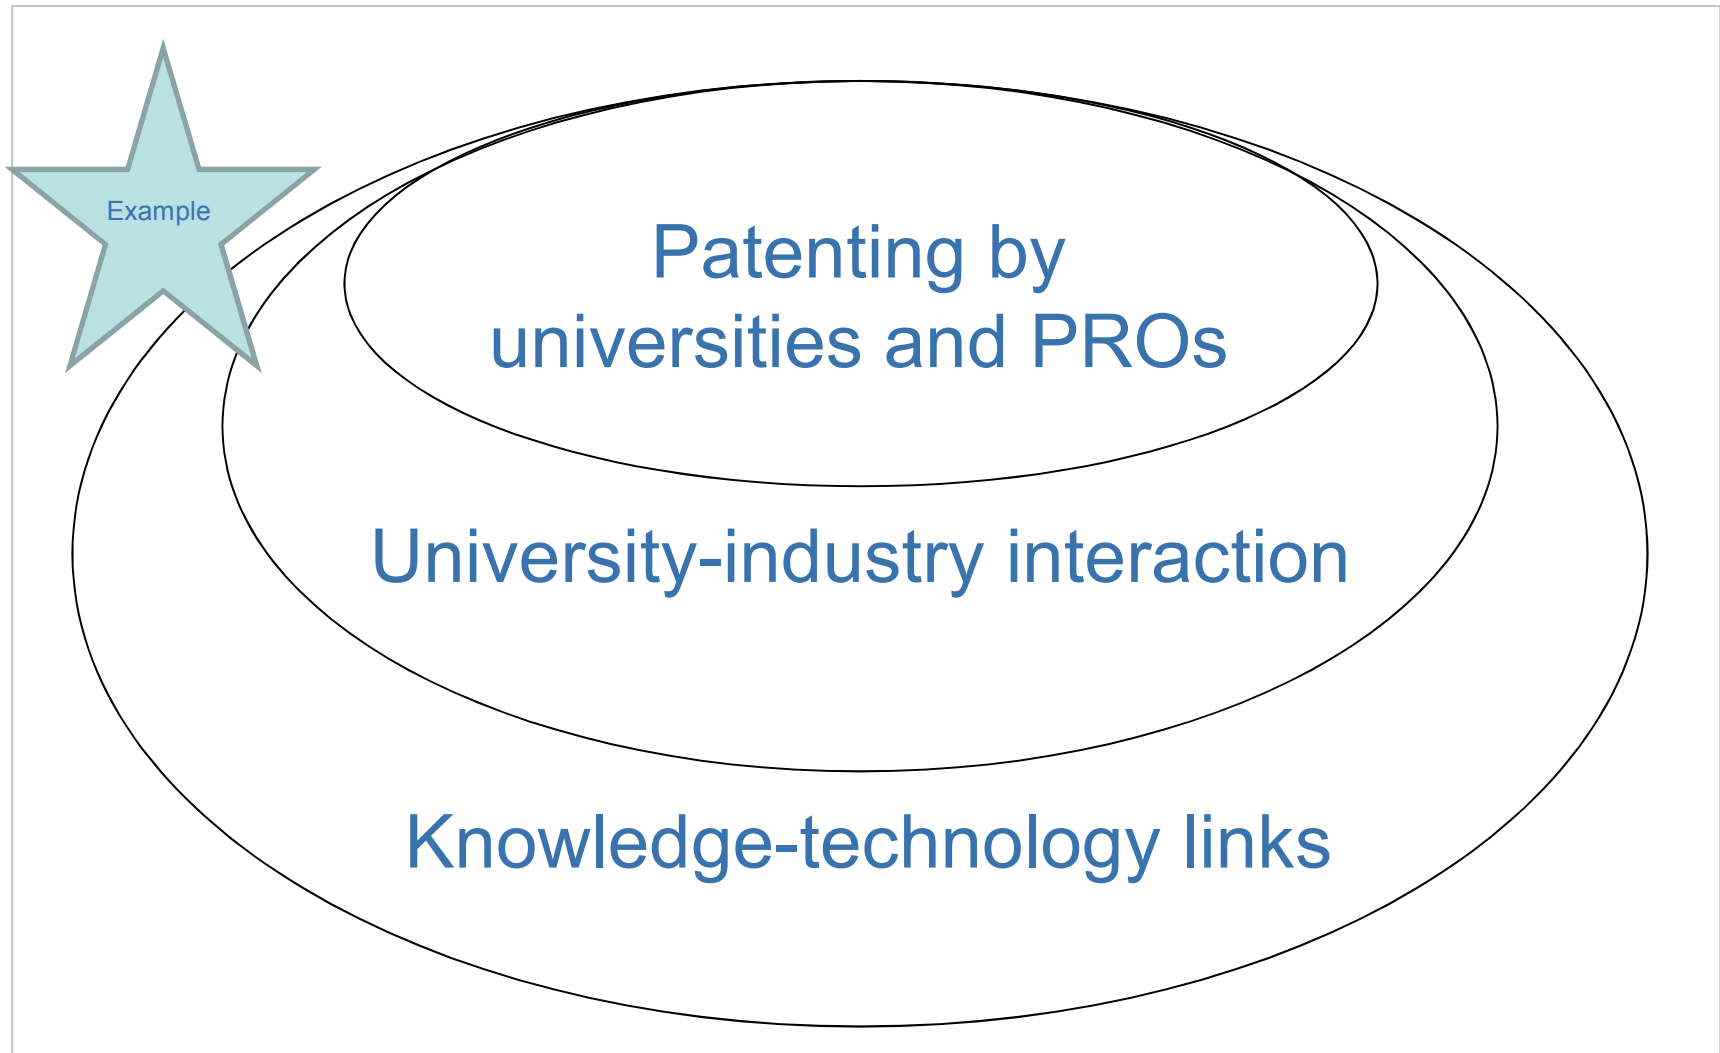 Example
Patenting by
universities and PROs
University-industry interaction
Knowledge-technology links